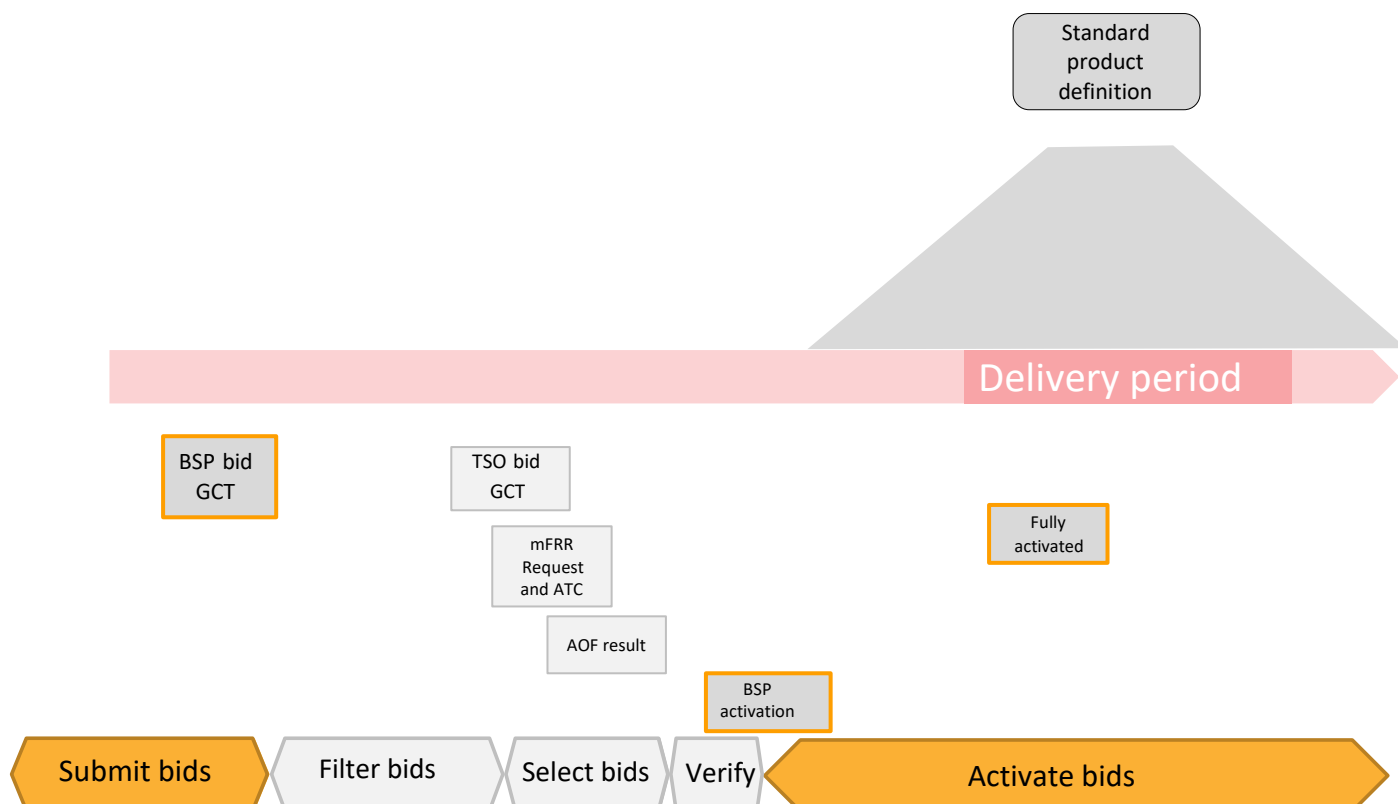 Standard
product
definition
Delivery period
BSP bid
GCT
TSO bid
GCT
mFRR
Request
and ATC
Fully
activated
AOF result
BSP
activation
Submit bids
Filter bids
Select bids
Verify
Activate bids